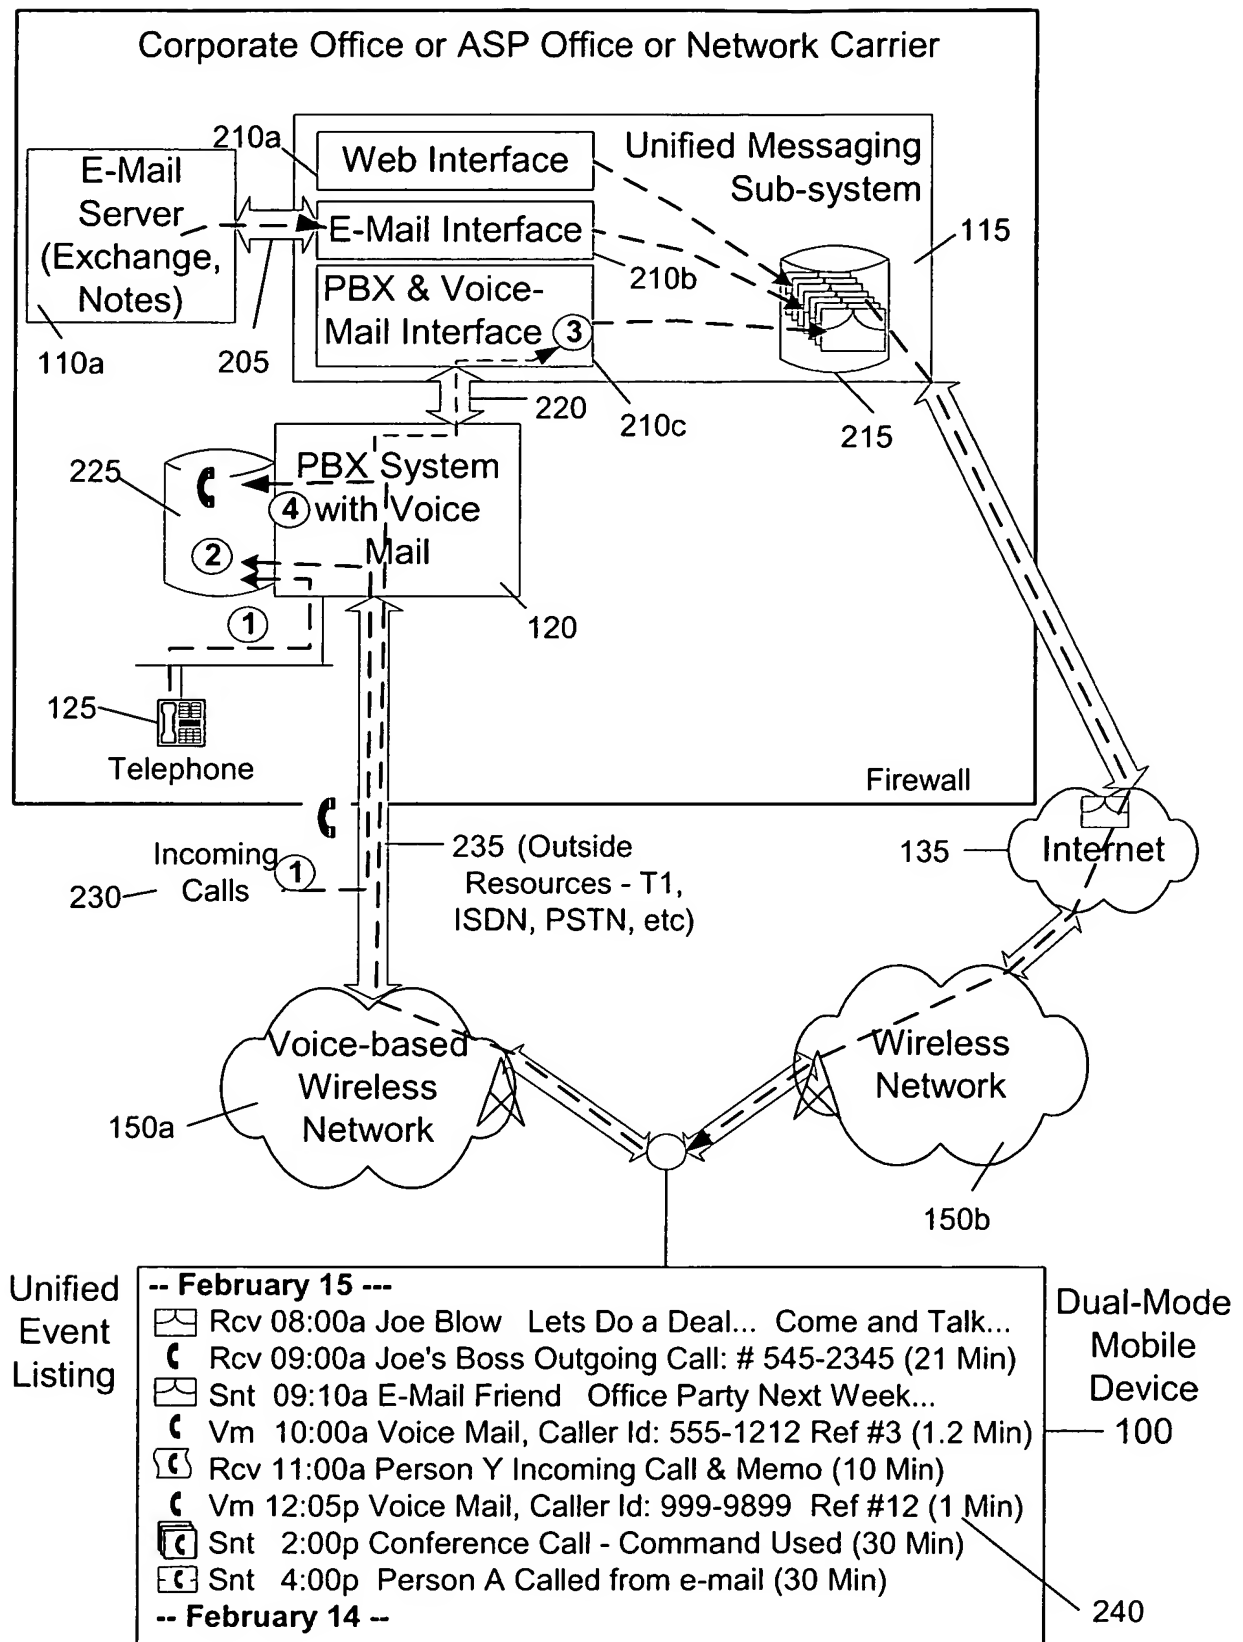 Corporate Office or ASP Office or Network Carrier
210a
Web Interface
Unified Messaging
Sub-system
E-Mail
Server
(Exchange,
Notes)
E-Mail Interface
115
210b
PBX & Voice-
Mail Interface
3
110a
205
220
210c
215
225
PBX System
with Voice
Mail
4
2
1
120
125
Telephone
Firewall
Incoming
Calls
1
230
235 (Outside
Resources - T1,
ISDN, PSTN, etc)
135
Internet
Voice-based
Wireless
Network
150a
Wireless
Network
150b
Unified
Event
Listing
-- February 15 ---
Rcv 08:00a Joe Blow Lets Do a Deal... Come and Talk...
Rcv 09:00a Joe's Boss Outgoing Call: # 545-2345 (21 Min)
Snt 09:10a E-Mail Friend Office Party Next Week...
Vm 10:00a Voice Mail, Caller Id: 555-1212 Ref #3 (1.2 Min)
Rcv 11:00a Person Y Incoming Call & Memo (10 Min)
Vm 12:05p Voice Mail, Caller Id: 999-9899 Ref #12 (1 Min)
Snt 2:00p Conference Call - Command Used (30 Min)
Snt 4:00p Person A Called from e-mail (30 Min)
-- February 14 --
Dual-Mode
Mobile
Device
100
240